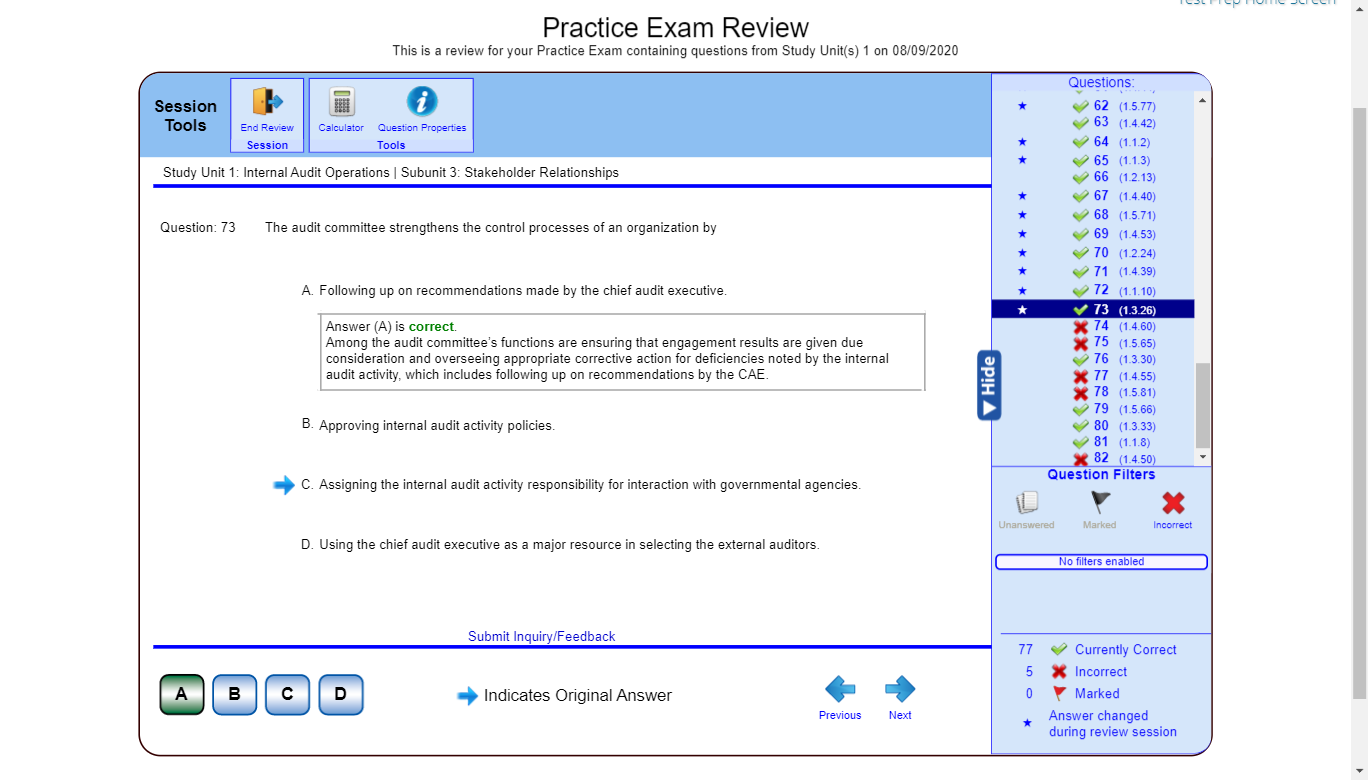 Test Prep Home Screen
Practice Exam Review
This is a review for your Practice Exam containing questions from Study Unit(s) 1 on 08/09/2020
Session
Tools
End Review
Session
Calculator
Question Properties
Tools
Study Unit 1: Internal Audit Operations | Subunit 3: Stakeholder Relationships
Question: 73 The audit committee strengthens the control processes of an organization by
A. Following up on recommendations made by the chief audit executive.
Answer (A) is correct.
Among the audit committee's functions are ensuring that engagement results are given due
consideration and overseeing appropriate corrective action for deficiencies noted by the internal
audit activity, which includes following up on recommendations by the CAE.
B. Approving internal audit activity policies.
C. Assigning the internal audit activity responsibility for interaction with governmental agencies.
D. Using the chief audit executive as a major resource in selecting the external auditors.
Submit Inquiry/Feedback
A B C D
Indicates Original Answer
Previous
Next
Questions:
62 (1.5.77)
63 (1.4.42)
64 (1.1.2)
65 (1.1.3)
66 (1.2.13)
67 (1.4.40)
68 (1.5.71)
69 (1.4.53)
70 (1.2.24)
71 (1.4.39)
72 (1.1.10)
73 (1.3.26)
74 (1.4.60)
75 (1.5.65)
76 (1.3.30)
77 (1.4.55)
78 (1.5.81)
79 (1.5.66)
80 (1.3.33)
81 (1.1.8)
82 (1.4.50)
Hide
Question Filters
Unanswered
Marked
Incorrect
No filters enabled
77 Currently Correct
5 Incorrect
0 Marked
Answer changed
during review session